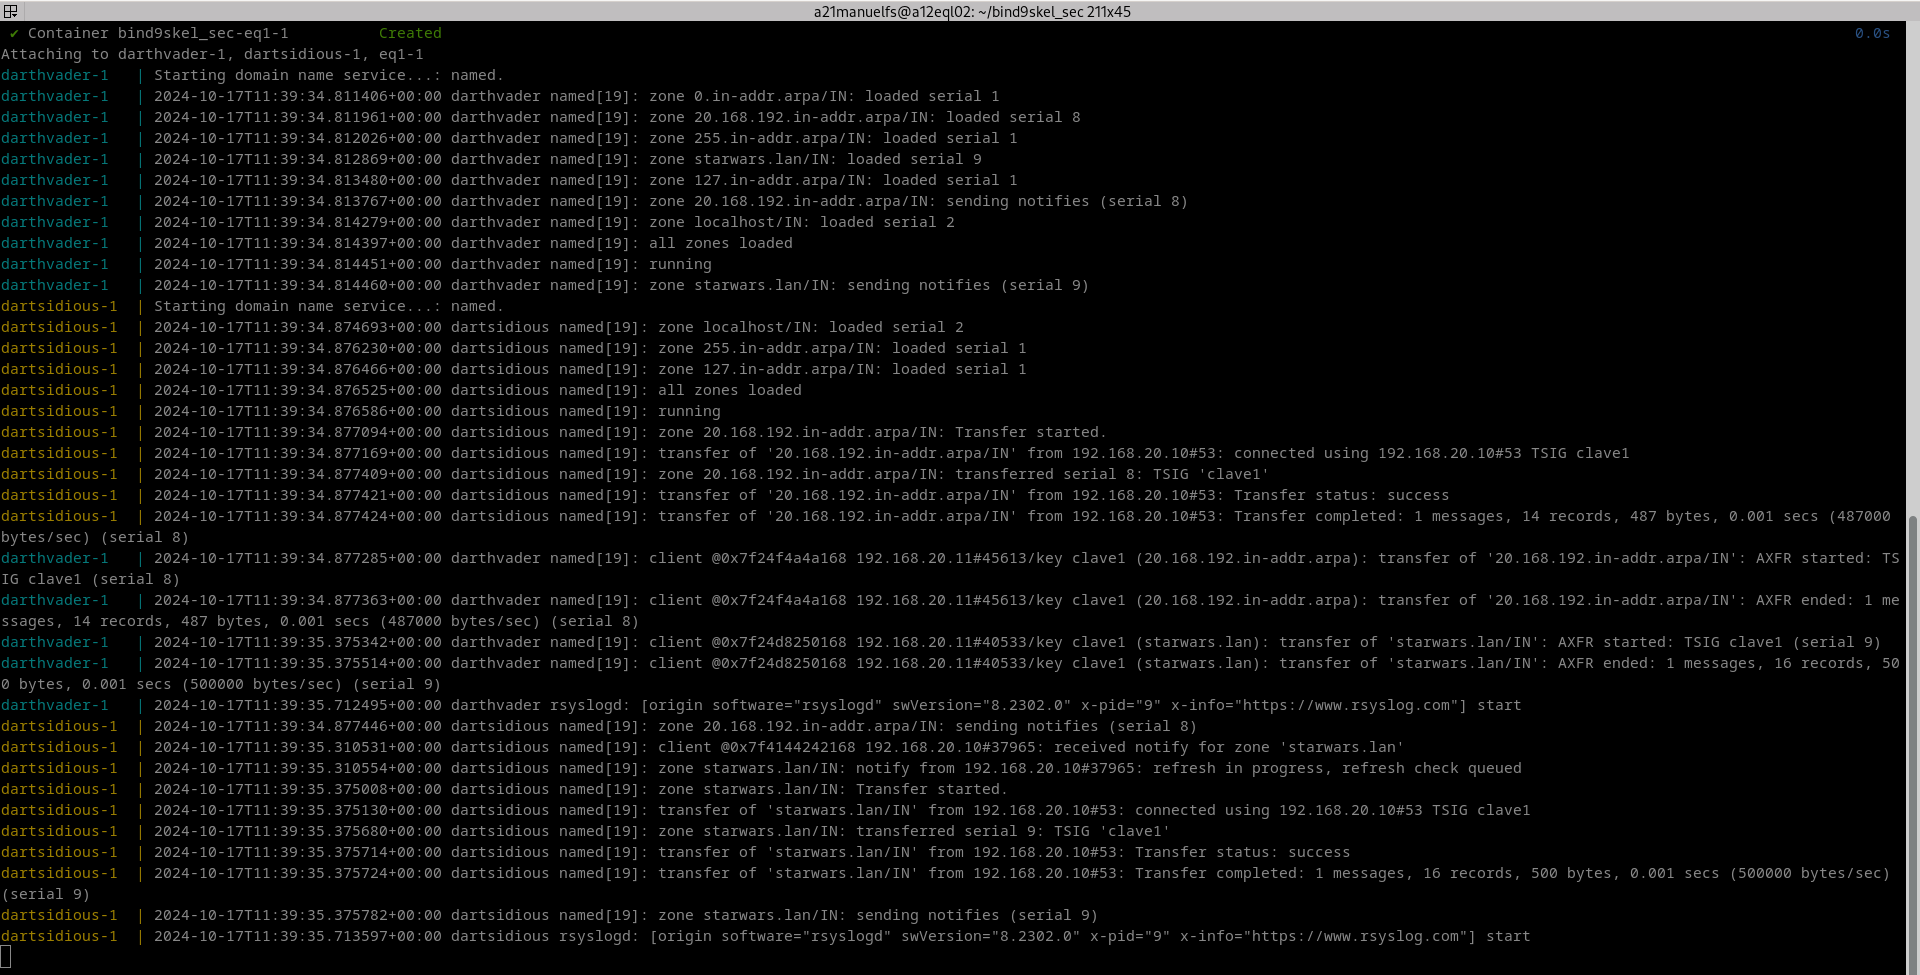 a21manuelfs@a12eql02: ~/bind9skel_sec 211x45
✔ Container bind9skel_sec-eq1-1          Created          0.0s
Attaching to darthvader-1, dartsidious-1, eq1-1
darthvader-1   | Starting domain name service...: named.
darthvader-1   | 2024-10-17T11:39:34.811406+00:00 darthvader named[19]: zone 0.in-addr.arpa/IN: loaded serial 1
darthvader-1   | 2024-10-17T11:39:34.811961+00:00 darthvader named[19]: zone 20.168.192.in-addr.arpa/IN: loaded serial 8
darthvader-1   | 2024-10-17T11:39:34.812026+00:00 darthvader named[19]: zone 255.in-addr.arpa/IN: loaded serial 1
darthvader-1   | 2024-10-17T11:39:34.812869+00:00 darthvader named[19]: zone starwars.lan/IN: loaded serial 9
darthvader-1   | 2024-10-17T11:39:34.813480+00:00 darthvader named[19]: zone 127.in-addr.arpa/IN: loaded serial 1
darthvader-1   | 2024-10-17T11:39:34.813767+00:00 darthvader named[19]: zone 20.168.192.in-addr.arpa/IN: sending notifies (serial 8)
darthvader-1   | 2024-10-17T11:39:34.814279+00:00 darthvader named[19]: zone localhost/IN: loaded serial 2
darthvader-1   | 2024-10-17T11:39:34.814397+00:00 darthvader named[19]: all zones loaded
darthvader-1   | 2024-10-17T11:39:34.814451+00:00 darthvader named[19]: running
darthvader-1   | 2024-10-17T11:39:34.814460+00:00 darthvader named[19]: zone starwars.lan/IN: sending notifies (serial 9)
dartsidious-1  | Starting domain name service...: named.
dartsidious-1  | 2024-10-17T11:39:34.874693+00:00 dartsidious named[19]: zone localhost/IN: loaded serial 2
dartsidious-1  | 2024-10-17T11:39:34.876230+00:00 dartsidious named[19]: zone 255.in-addr.arpa/IN: loaded serial 1
dartsidious-1  | 2024-10-17T11:39:34.876466+00:00 dartsidious named[19]: zone 127.in-addr.arpa/IN: loaded serial 1
dartsidious-1  | 2024-10-17T11:39:34.876525+00:00 dartsidious named[19]: all zones loaded
dartsidious-1  | 2024-10-17T11:39:34.876586+00:00 dartsidious named[19]: running
dartsidious-1  | 2024-10-17T11:39:34.877094+00:00 dartsidious named[19]: zone 20.168.192.in-addr.arpa/IN: Transfer started.
dartsidious-1  | 2024-10-17T11:39:34.877169+00:00 dartsidious named[19]: transfer of '20.168.192.in-addr.arpa/IN' from 192.168.20.10#53: connected using 192.168.20.10#53 TSIG clave1
dartsidious-1  | 2024-10-17T11:39:34.877409+00:00 dartsidious named[19]: zone 20.168.192.in-addr.arpa/IN: transferred serial 8: TSIG 'clave1'
dartsidious-1  | 2024-10-17T11:39:34.877421+00:00 dartsidious named[19]: transfer of '20.168.192.in-addr.arpa/IN' from 192.168.20.10#53: Transfer status: success
dartsidious-1  | 2024-10-17T11:39:34.877424+00:00 dartsidious named[19]: transfer of '20.168.192.in-addr.arpa/IN' from 192.168.20.10#53: Transfer completed: 1 messages, 14 records, 487 bytes, 0.001 secs (487000
bytes/sec) (serial 8)
darthvader-1   | 2024-10-17T11:39:34.877285+00:00 darthvader named[19]: client @0x7f24f4a4a168 192.168.20.11#45613/key clave1 (20.168.192.in-addr.arpa): transfer of '20.168.192.in-addr.arpa/IN': AXFR started: TS
IG clave1 (serial 8)
darthvader-1   | 2024-10-17T11:39:34.877363+00:00 darthvader named[19]: client @0x7f24f4a4a168 192.168.20.11#45613/key clave1 (20.168.192.in-addr.arpa): transfer of '20.168.192.in-addr.arpa/IN': AXFR ended: 1 me
ssages, 14 records, 487 bytes, 0.001 secs (487000 bytes/sec) (serial 8)
darthvader-1   | 2024-10-17T11:39:35.375342+00:00 darthvader named[19]: client @0x7f24d8250168 192.168.20.11#40533/key clave1 (starwars.lan): transfer of 'starwars.lan/IN': AXFR started: TSIG clave1 (serial 9)
darthvader-1   | 2024-10-17T11:39:35.375514+00:00 darthvader named[19]: client @0x7f24d8250168 192.168.20.11#40533/key clave1 (starwars.lan): transfer of 'starwars.lan/IN': AXFR ended: 1 messages, 16 records, 50
0 bytes, 0.001 secs (500000 bytes/sec) (serial 9)
darthvader-1   | 2024-10-17T11:39:35.712495+00:00 darthvader rsyslogd: [origin software="rsyslogd" swVersion="8.2302.0" x-pid="9" x-info="https://www.rsyslog.com"] start
dartsidious-1  | 2024-10-17T11:39:34.877446+00:00 dartsidious named[19]: zone 20.168.192.in-addr.arpa/IN: sending notifies (serial 8)
dartsidious-1  | 2024-10-17T11:39:35.310531+00:00 dartsidious named[19]: client @0x7f4144242168 192.168.20.10#37965: received notify for zone 'starwars.lan'
dartsidious-1  | 2024-10-17T11:39:35.310554+00:00 dartsidious named[19]: zone starwars.lan/IN: notify from 192.168.20.10#37965: refresh in progress, refresh check queued
dartsidious-1  | 2024-10-17T11:39:35.375008+00:00 dartsidious named[19]: zone starwars.lan/IN: Transfer started.
dartsidious-1  | 2024-10-17T11:39:35.375130+00:00 dartsidious named[19]: transfer of 'starwars.lan/IN' from 192.168.20.10#53: connected using 192.168.20.10#53 TSIG clave1
dartsidious-1  | 2024-10-17T11:39:35.375680+00:00 dartsidious named[19]: zone starwars.lan/IN: transferred serial 9: TSIG 'clave1'
dartsidious-1  | 2024-10-17T11:39:35.375714+00:00 dartsidious named[19]: transfer of 'starwars.lan/IN' from 192.168.20.10#53: Transfer status: success
dartsidious-1  | 2024-10-17T11:39:35.375724+00:00 dartsidious named[19]: transfer of 'starwars.lan/IN' from 192.168.20.10#53: Transfer completed: 1 messages, 16 records, 500 bytes, 0.001 secs (500000 bytes/sec)
(serial 9)
dartsidious-1  | 2024-10-17T11:39:35.375782+00:00 dartsidious named[19]: zone starwars.lan/IN: sending notifies (serial 9)
dartsidious-1  | 2024-10-17T11:39:35.713597+00:00 dartsidious rsyslogd: [origin software="rsyslogd" swVersion="8.2302.0" x-pid="9" x-info="https://www.rsyslog.com"] start